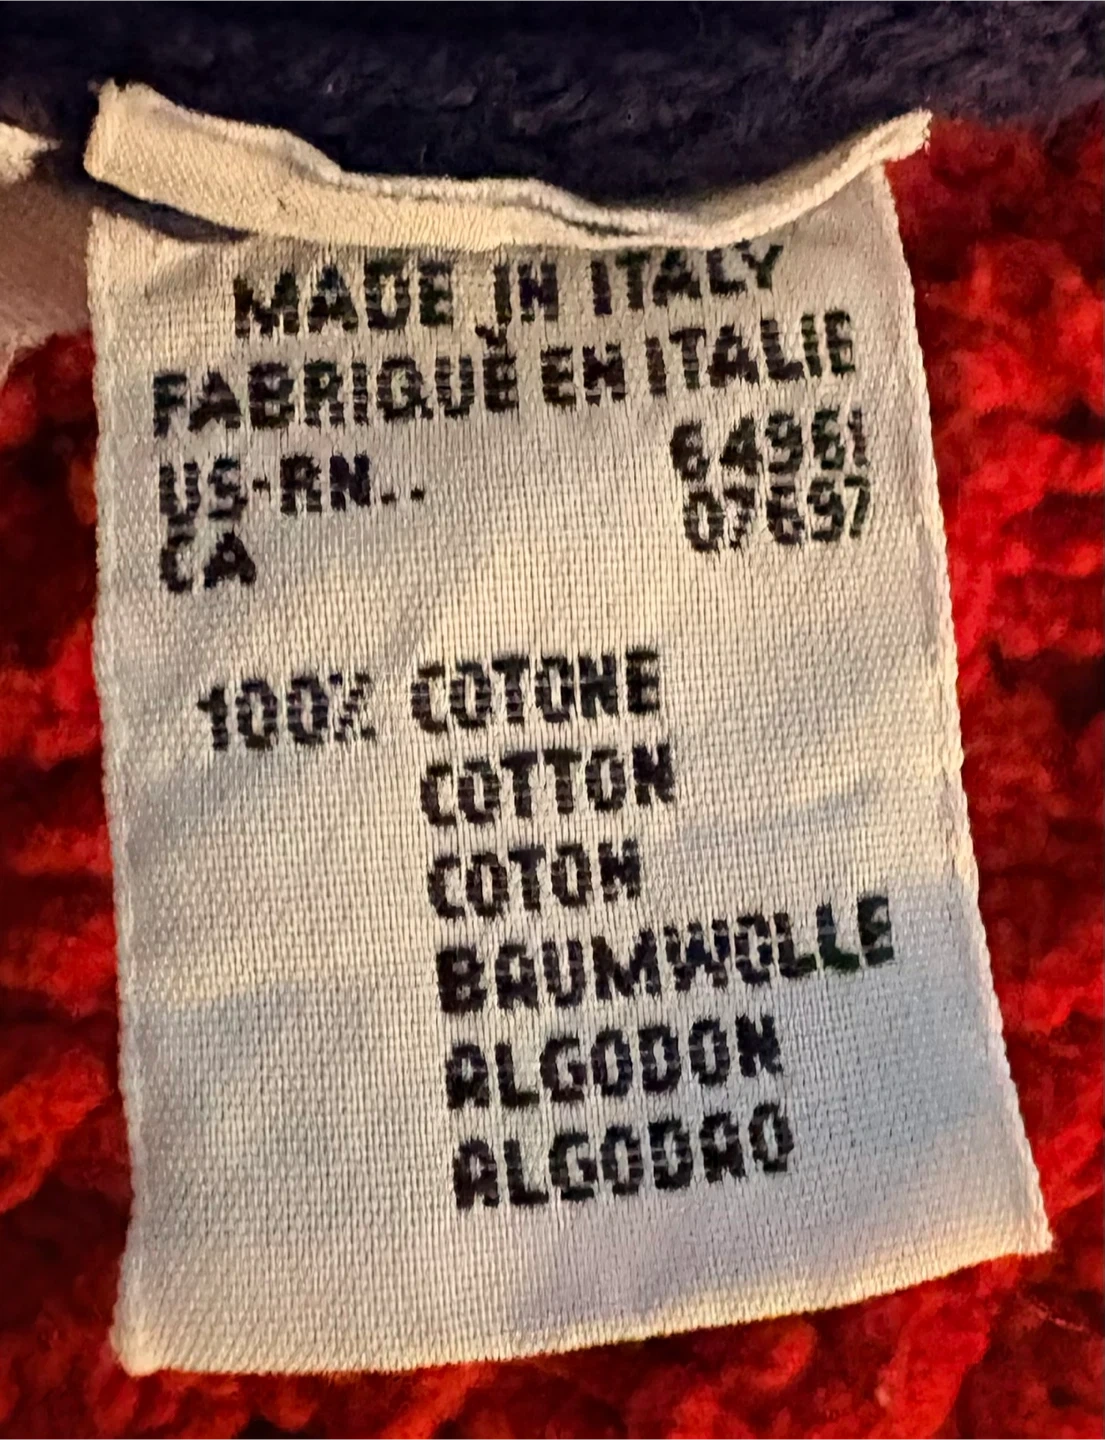 MADE IN ITALY
FABRIQUÉ EN ITALIE
US-RN.. 64961
CA 07697
100% COTONE
COTTON
COTON
BAUMWOLLE
ALGODON
ALGODAO